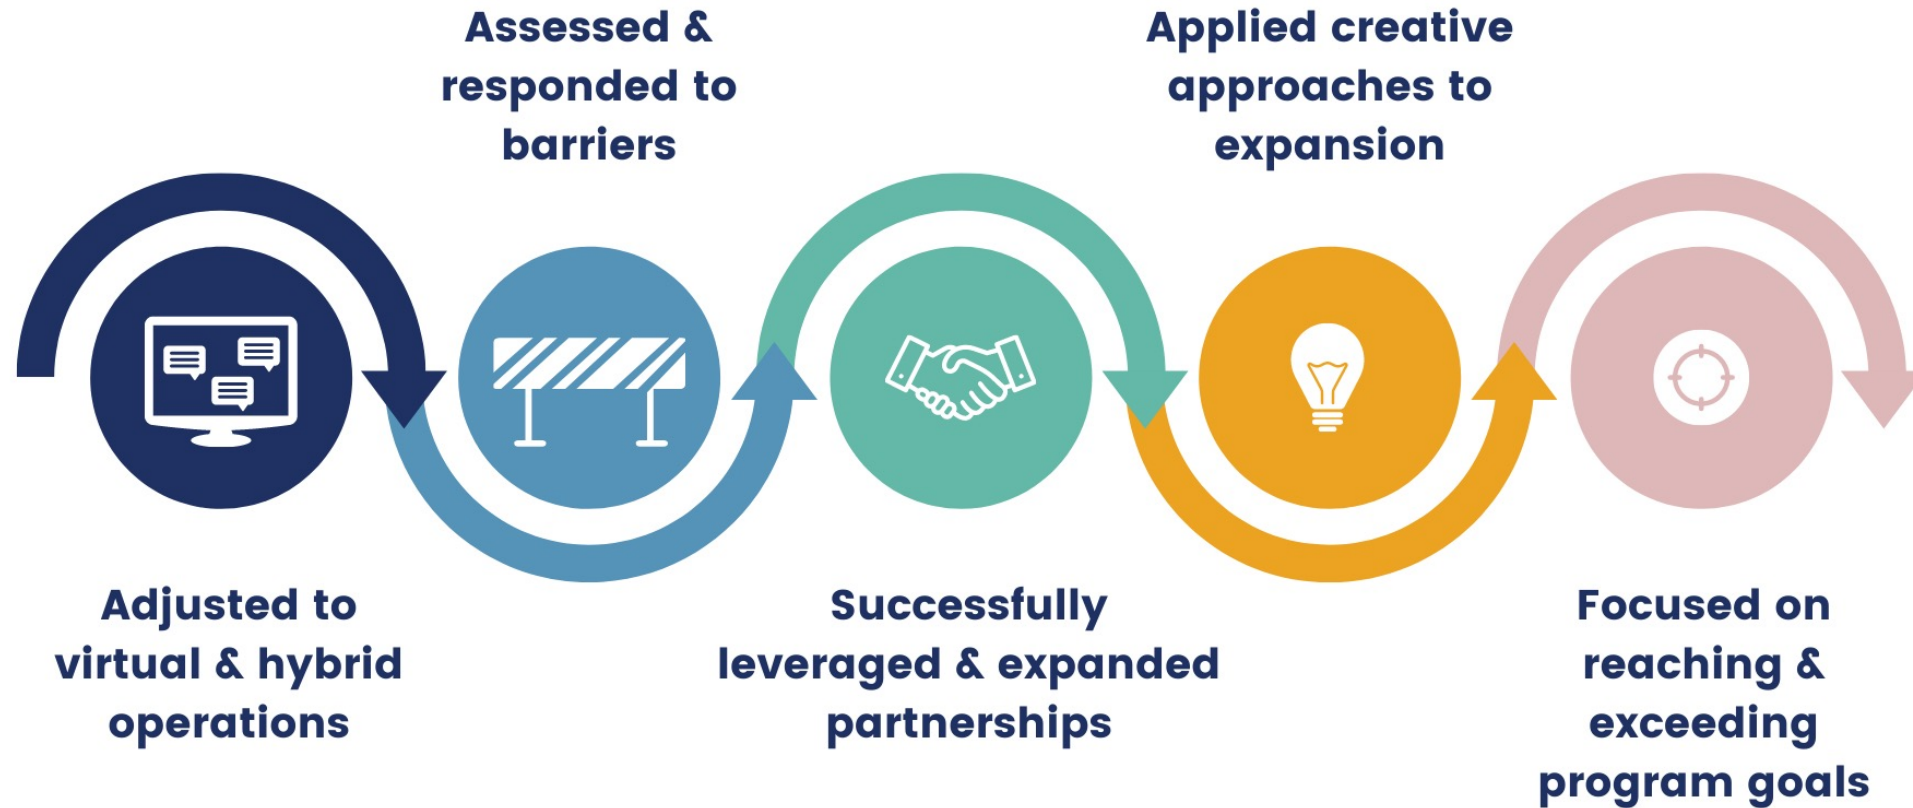 Assessed &
responded to
barriers
Applied creative
approaches to
expansion
Adjusted to
virtual & hybrid
operations
Successfully
leveraged & expanded
partnerships
Focused on
reaching &
exceeding
program goals